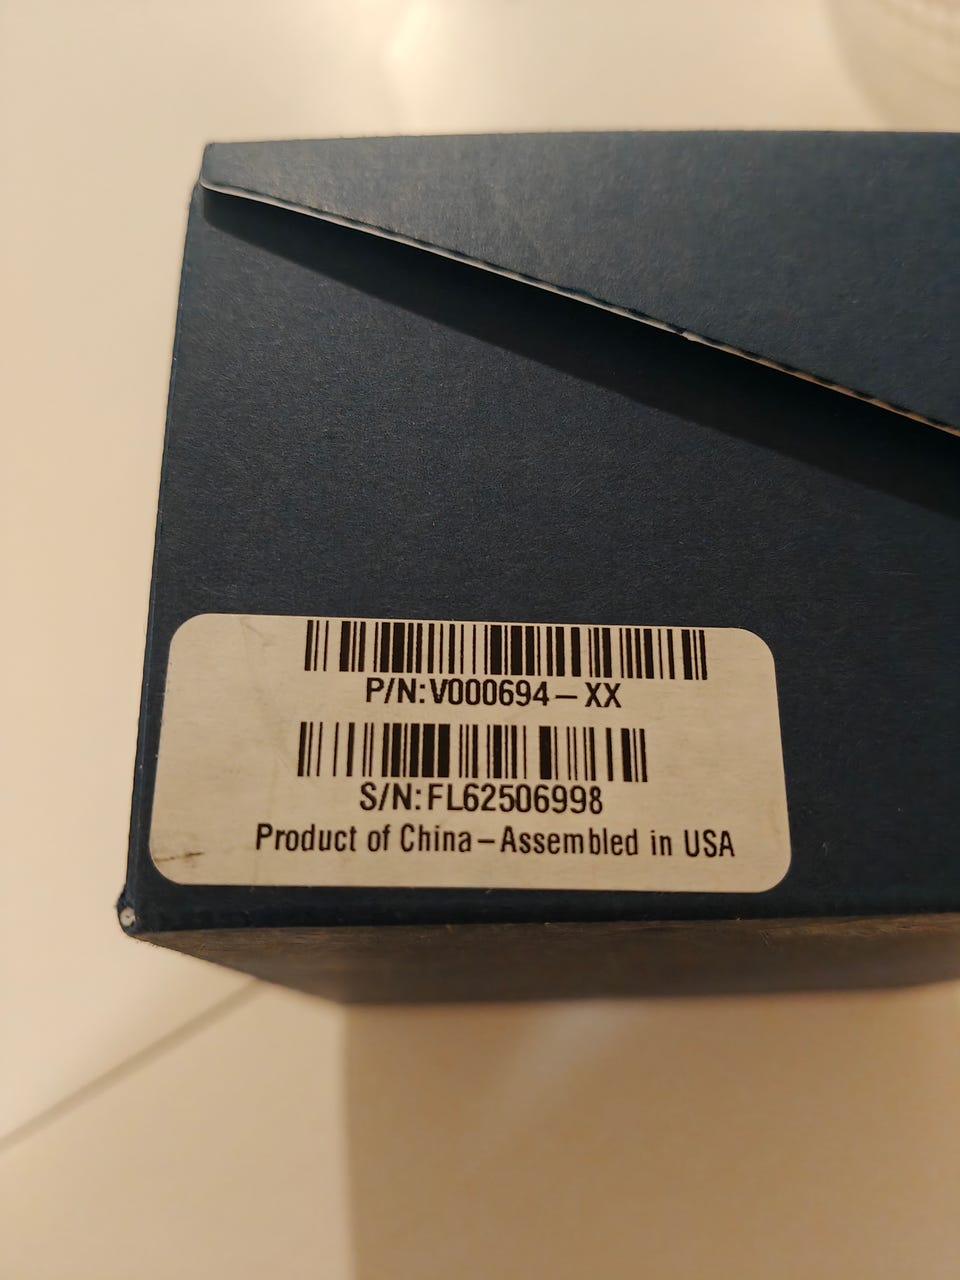 P/N:V000694-XX
S/N:FL62506998
Product of China-Assembled in USA